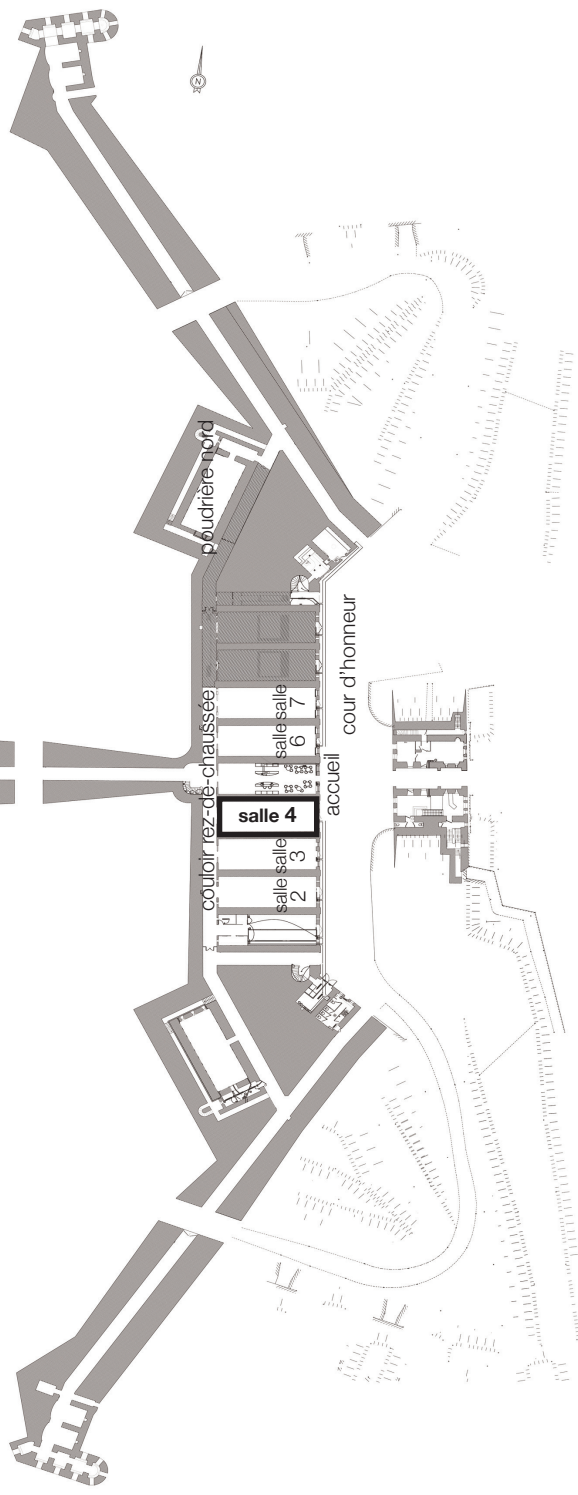 N
poudrière nord
couloir rez-de-chaussée
salle 2
salle 3
salle 4
salle 6
salle 7
accueil
cour d'honneur